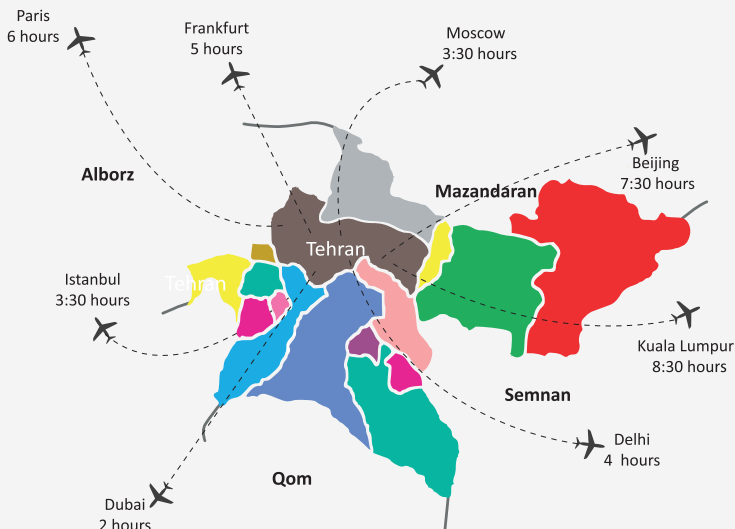 Paris
6 hours
Frankfurt
5 hours
Moscow
3:30 hours
Beijing
7:30 hours
Alborz
Mazandaran
Tehran
Tehran
Istanbul
3:30 hours
Kuala Lumpur
8:30 hours
Semnan
Delhi
4 hours
Qom
Dubai
2 hours